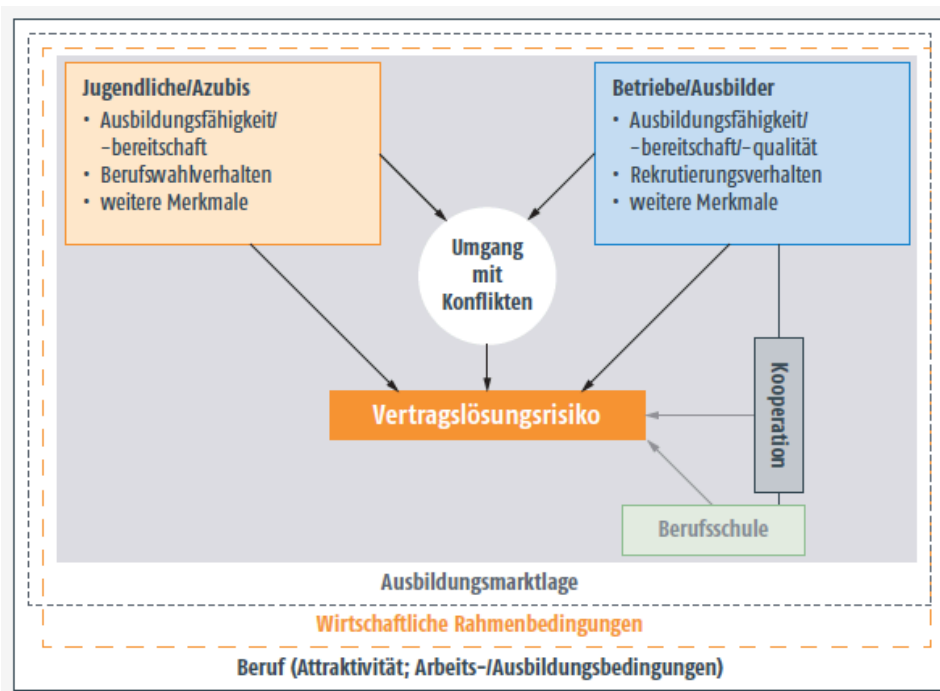 Jugendliche/Azubis
• Ausbildungsfähigkeit/
-bereitschaft
• Berufswahlverhalten
• weitere Merkmale
Betriebe/Ausbilder
• Ausbildungsfähigkeit/
-bereitschaft/-qualität
• Rekrutierungsverhalten
• weitere Merkmale
Umgang
mit
Konflikten
Vertragslösungsrisiko
Kooperation
Berufsschule
Ausbildungsmarktlage
Wirtschaftliche Rahmenbedingungen
Beruf (Attraktivität; Arbeits-/Ausbildungsbedingungen)